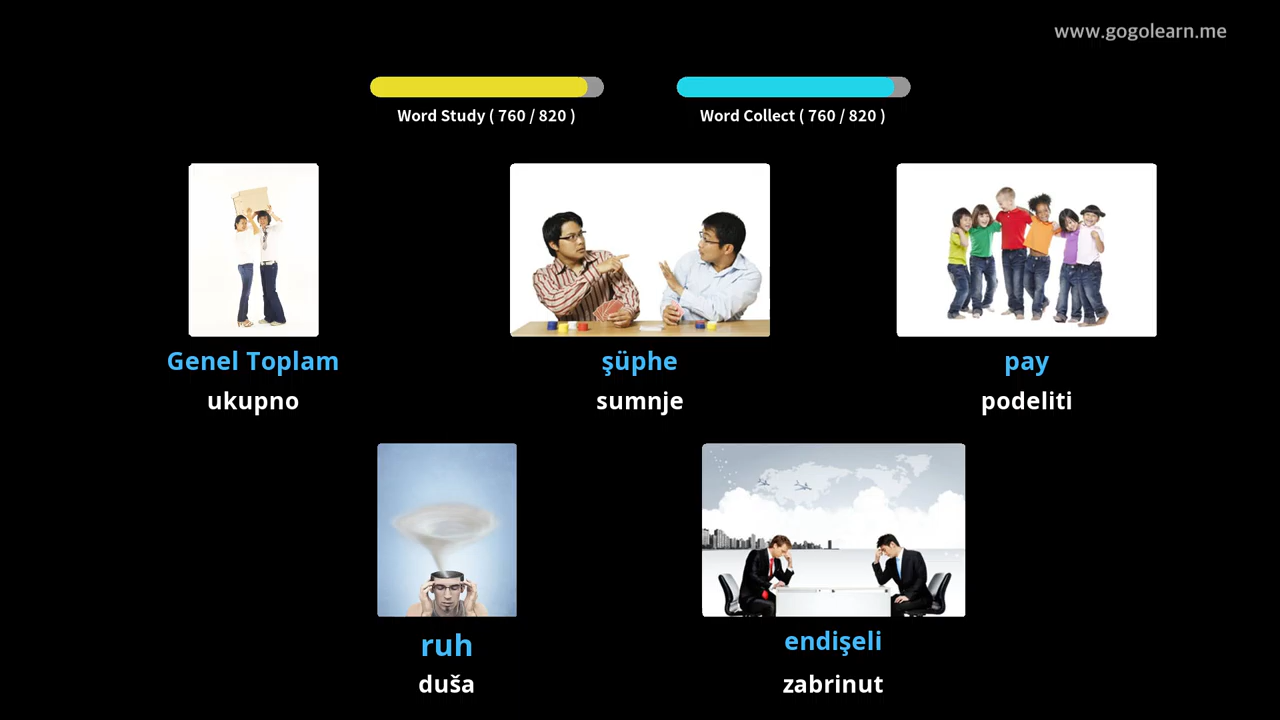 www.gogolearn.me
Word Study ( 760 / 820 )
Word Collect ( 760 / 820 )
Genel Toplam
ukupno
şüphe
sumnje
pay
podeliti
ruh
duša
endişeli
zabrinut